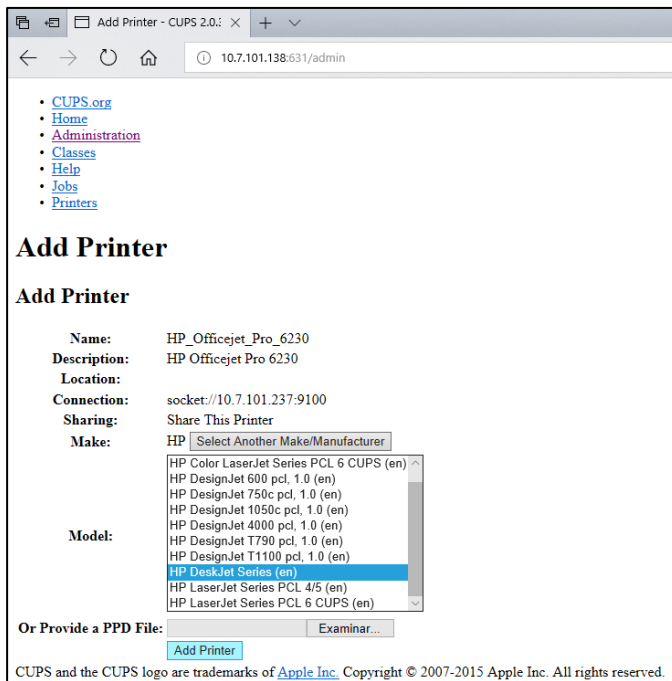 Add Printer - CUPS 2.0.:
10.7.101.138:631/admin
CUPS.org
Home
Administration
Classes
Help
Jobs
Printers
Add Printer
Add Printer
Name: HP_Officejet_Pro_6230
Description: HP Officejet Pro 6230
Location:
Connection: socket://10.7.101.237:9100
Sharing: Share This Printer
Make: HP Select Another Make/Manufacturer
HP Color LaserJet Series PCL 6 CUPS (en)
HP DesignJet 600 pcl, 1.0 (en)
HP DesignJet 750c pcl, 1.0 (en)
HP DesignJet 1050c pcl, 1.0 (en)
HP DesignJet 4000 pcl, 1.0 (en)
HP DesignJet T790 pcl, 1.0 (en)
Model: HP DesignJet T1100 pcl, 1.0 (en)
HP DeskJet Series (en)
HP LaserJet Series PCL 4/5 (en)
HP LaserJet Series PCL 6 CUPS (en)
Or Provide a PPD File: Examinar...
Add Printer
CUPS and the CUPS logo are trademarks of Apple Inc. Copyright © 2007-2015 Apple Inc. All rights reserved.